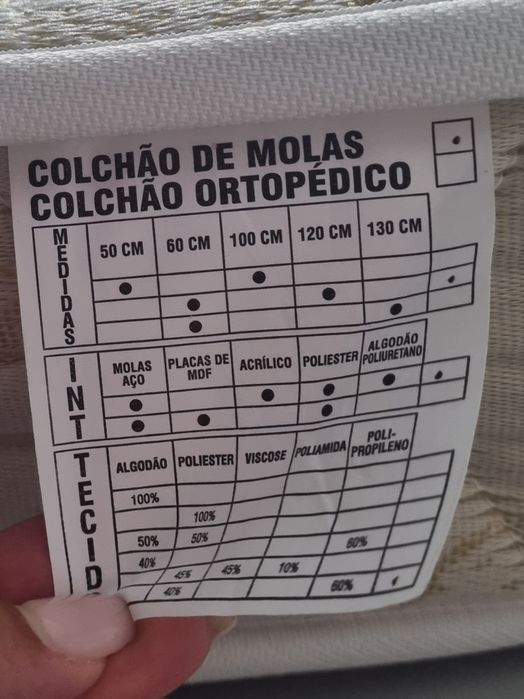 COLCHÃO DE MOLAS
COLCHÃO ORTOPÉDICO
MEDIDAS
50 CM 60 CM 100 CM 120 CM 130 CM
INT
MOLAS AÇO PLACAS DE MDF ACRÍLICO POLIESTER ALGODÃO POLIURETANO
TECIDO
ALGODÃO POLIESTER VISCOSE POLIAMIDA POLI-PROPILENO
100%
100%
50% 50%
40% 60%
45% 45% 10%
40% 60%